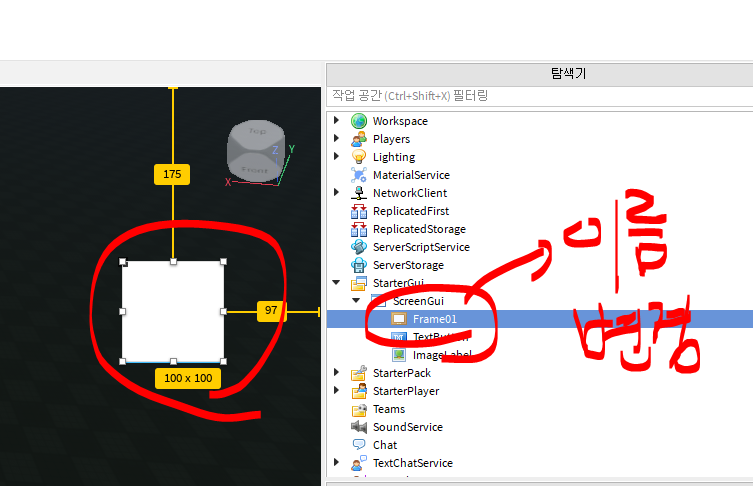 탐색기
작업 공간 (Ctrl+Shift+X) 필터링
Top
Front
Z
Y
X
175
97
100 x 100
Workspace
Players
Lighting
MaterialService
NetworkClient
ReplicatedFirst
ReplicatedStorage
ServerScriptService
ServerStorage
StarterGui
ScreenGui
Frame01
TextButton
ImageLabel
StarterPack
StarterPlayer
Teams
SoundService
Chat
TextChatService
이름
변경